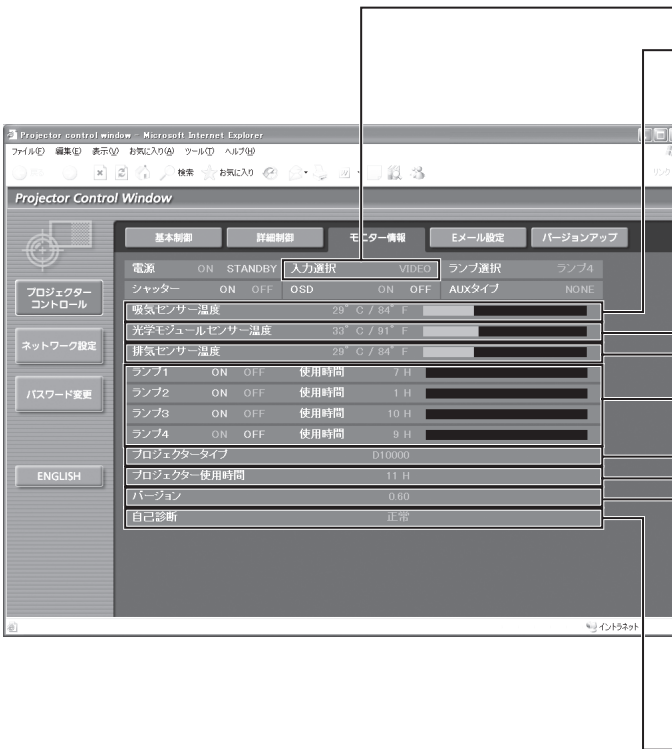 Projector control window - Microsoft Internet Explorer
ファイル(F) 編集(E) 表示(V) お気に入り(A) ツール(T) ヘルプ(H)
検索 お気に入り
Projector Control Window
基本制御 詳細制御 モニター情報 Eメール設定 バージョンアップ
電源 ON STANDBY 入力選択 VIDEO ランプ選択 ランプ4
シャッター ON OFF OSD ON OFF AUXタイプ NONE
吸気センサー温度 29° C / 84° F
光学モジュールセンサー温度 33° C / 91° F
排気センサー温度 29° C / 84° F
ランプ1 ON OFF 使用時間 7 H
ランプ2 ON OFF 使用時間 1 H
ランプ3 ON OFF 使用時間 10 H
ランプ4 ON OFF 使用時間 9 H
プロジェクタータイプ D10000
プロジェクター使用時間 11 H
バージョン 0.60
自己診断 正常
プロジェクター
コントロール
ネットワーク設定
パスワード変更
ENGLISH
イントラネット